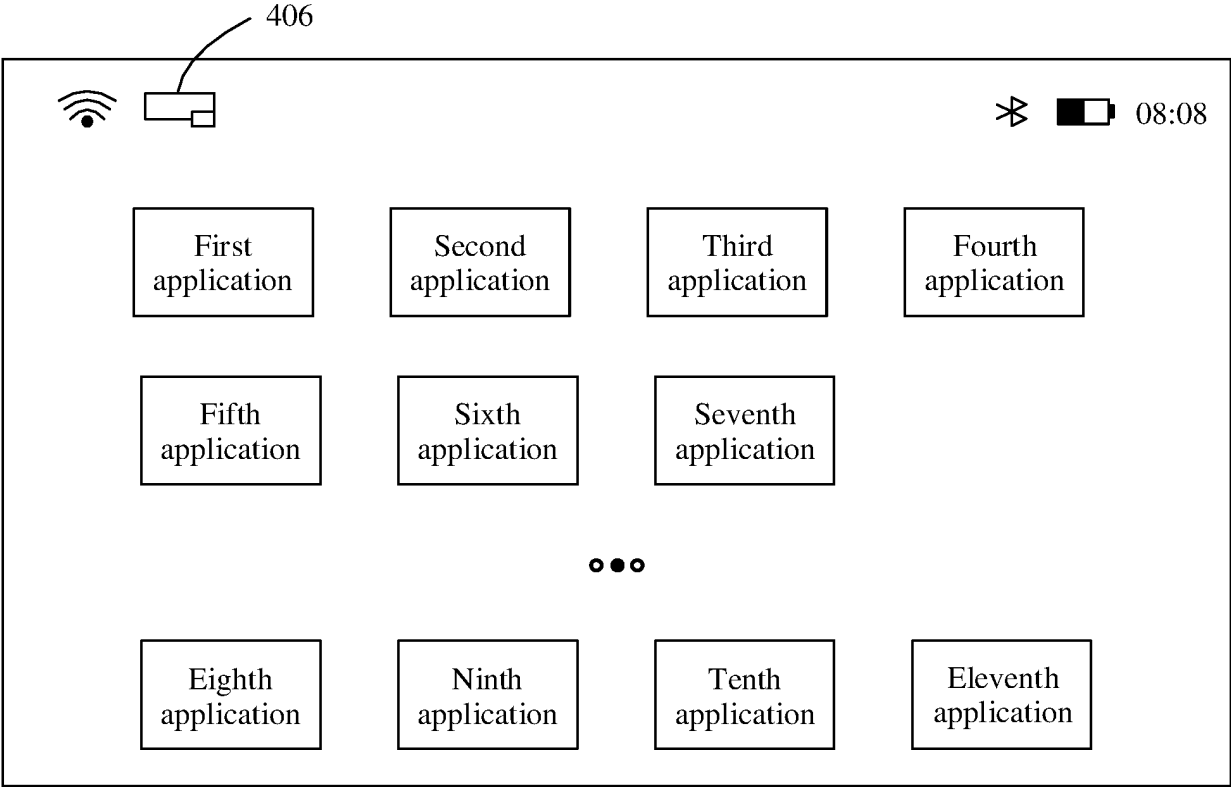 406
08:08
First
application
Second
application
Third
application
Fourth
application
Fifth
application
Sixth
application
Seventh
application
Eighth
application
Ninth
application
Tenth
application
Eleventh
application